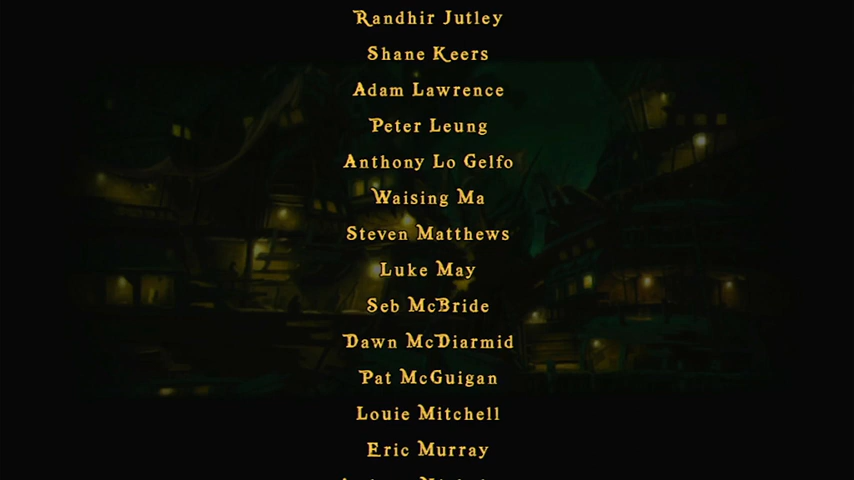 Randhir Jutley
Shane Keers
Adam Lawrence
Peter Leung
Anthony Lo Gelfo
Waising Ma
Steven Matthews
Luke May
Seb McBride
Dawn McDiarmid
Pat McGuigan
Louie Mitchell
Eric Murray